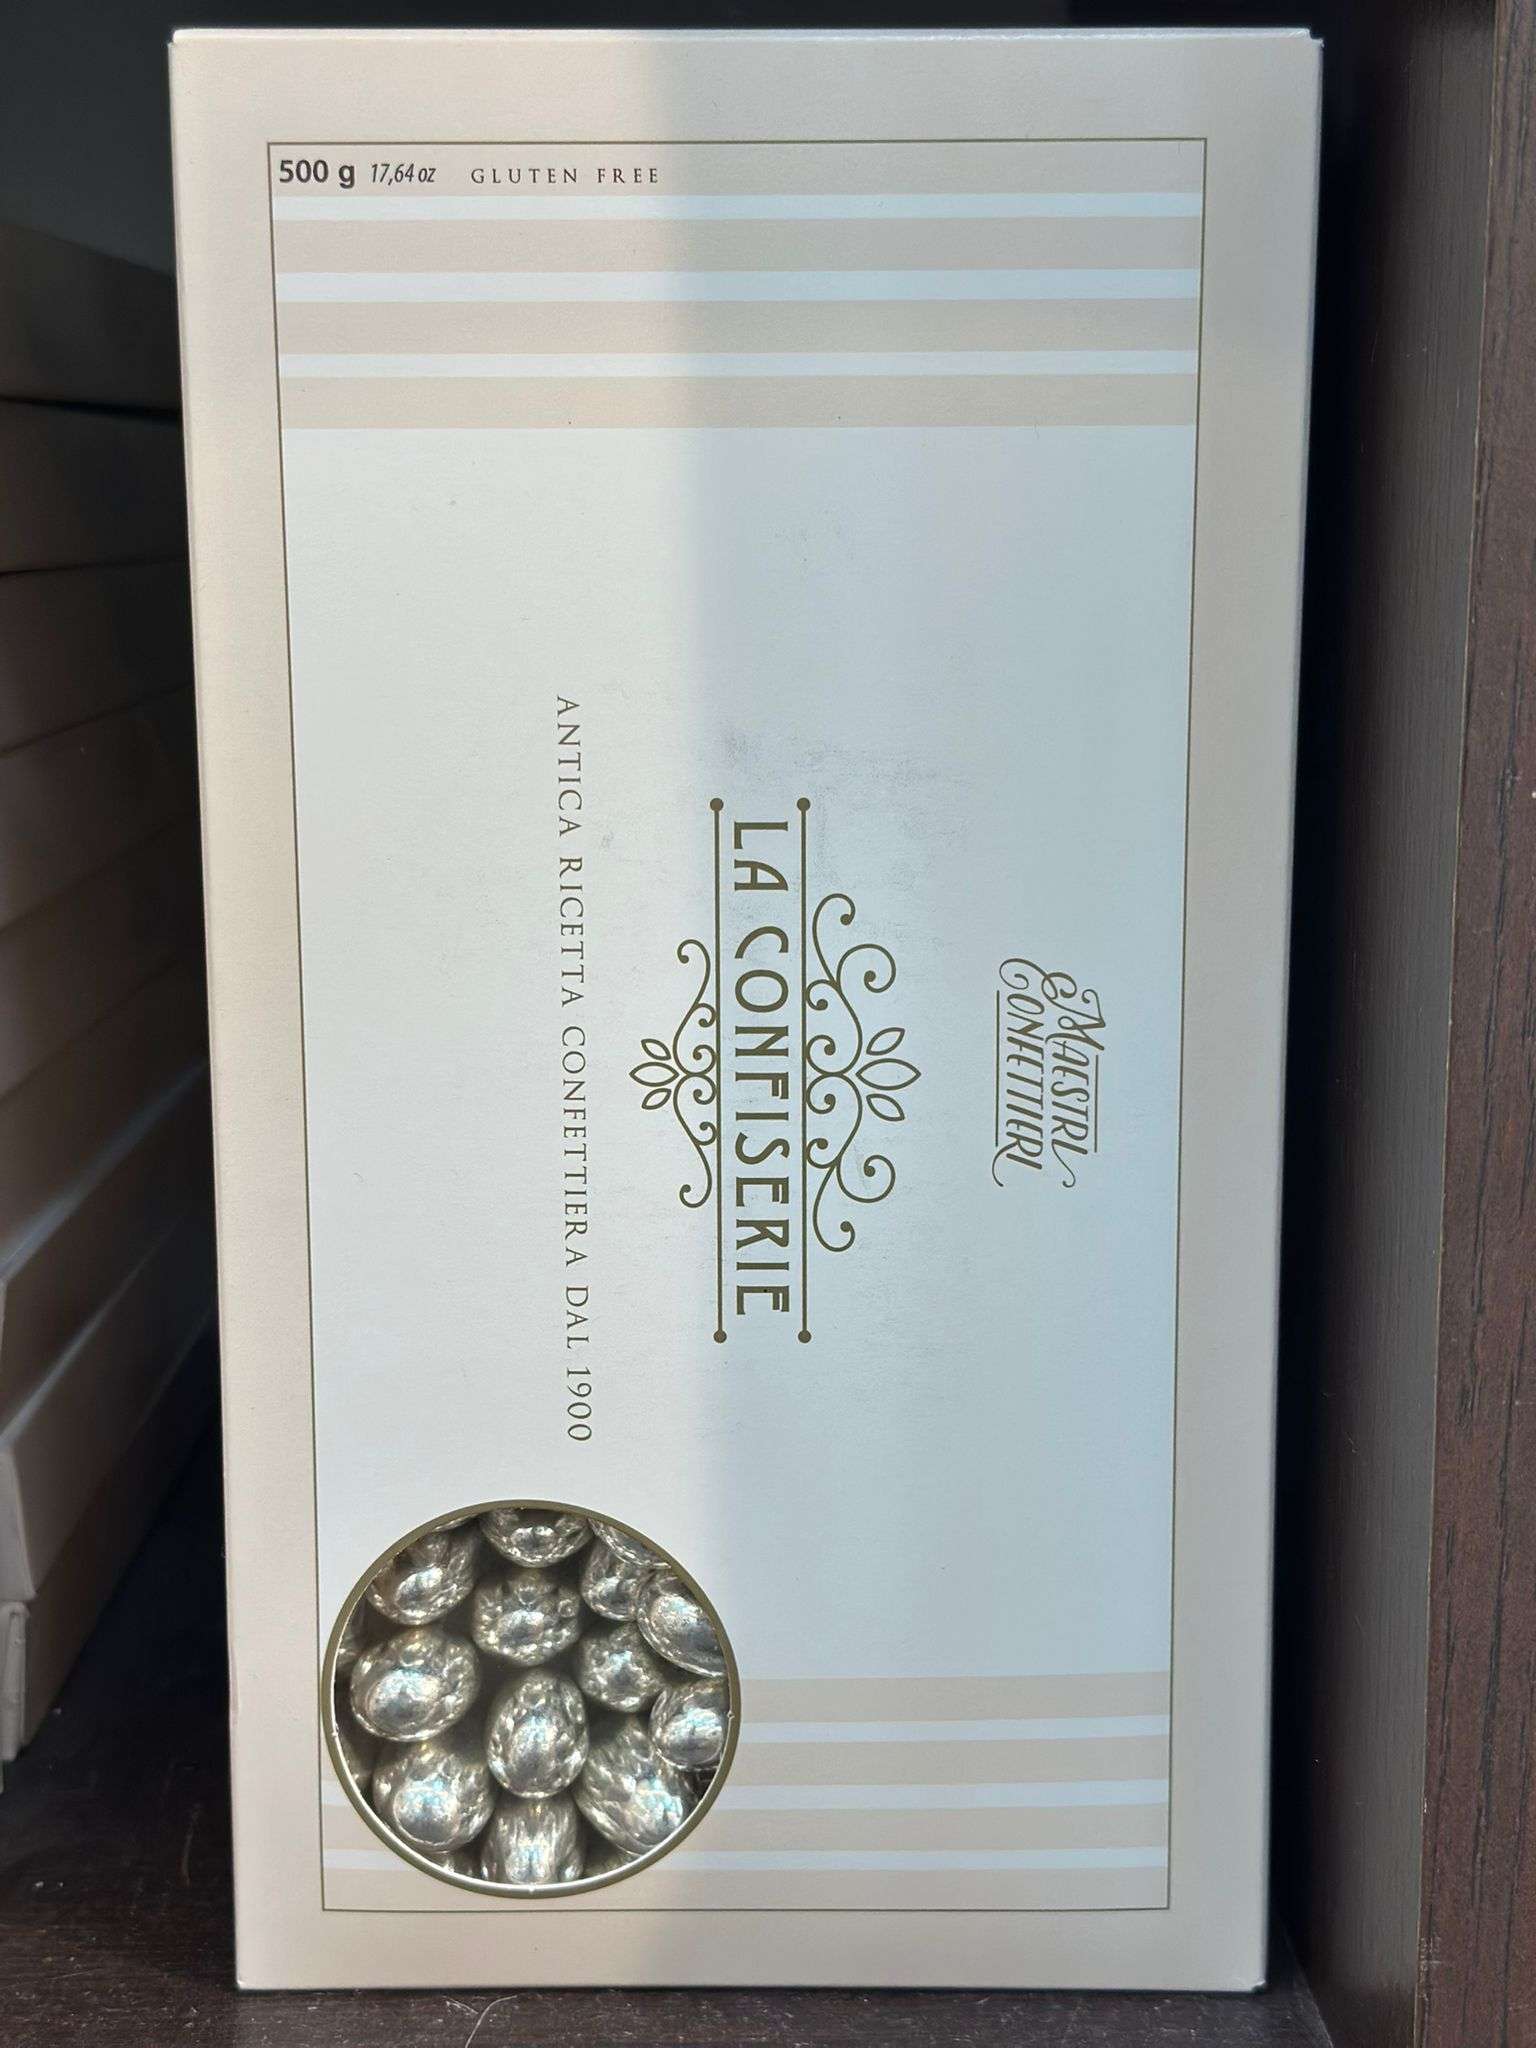 500 g 17,64 oz GLUTEN FREE
MAESTRI
CONFETTIERI
LA CONFISERIE
ANTICA RICETTA CONFETTIERA DAL 1900